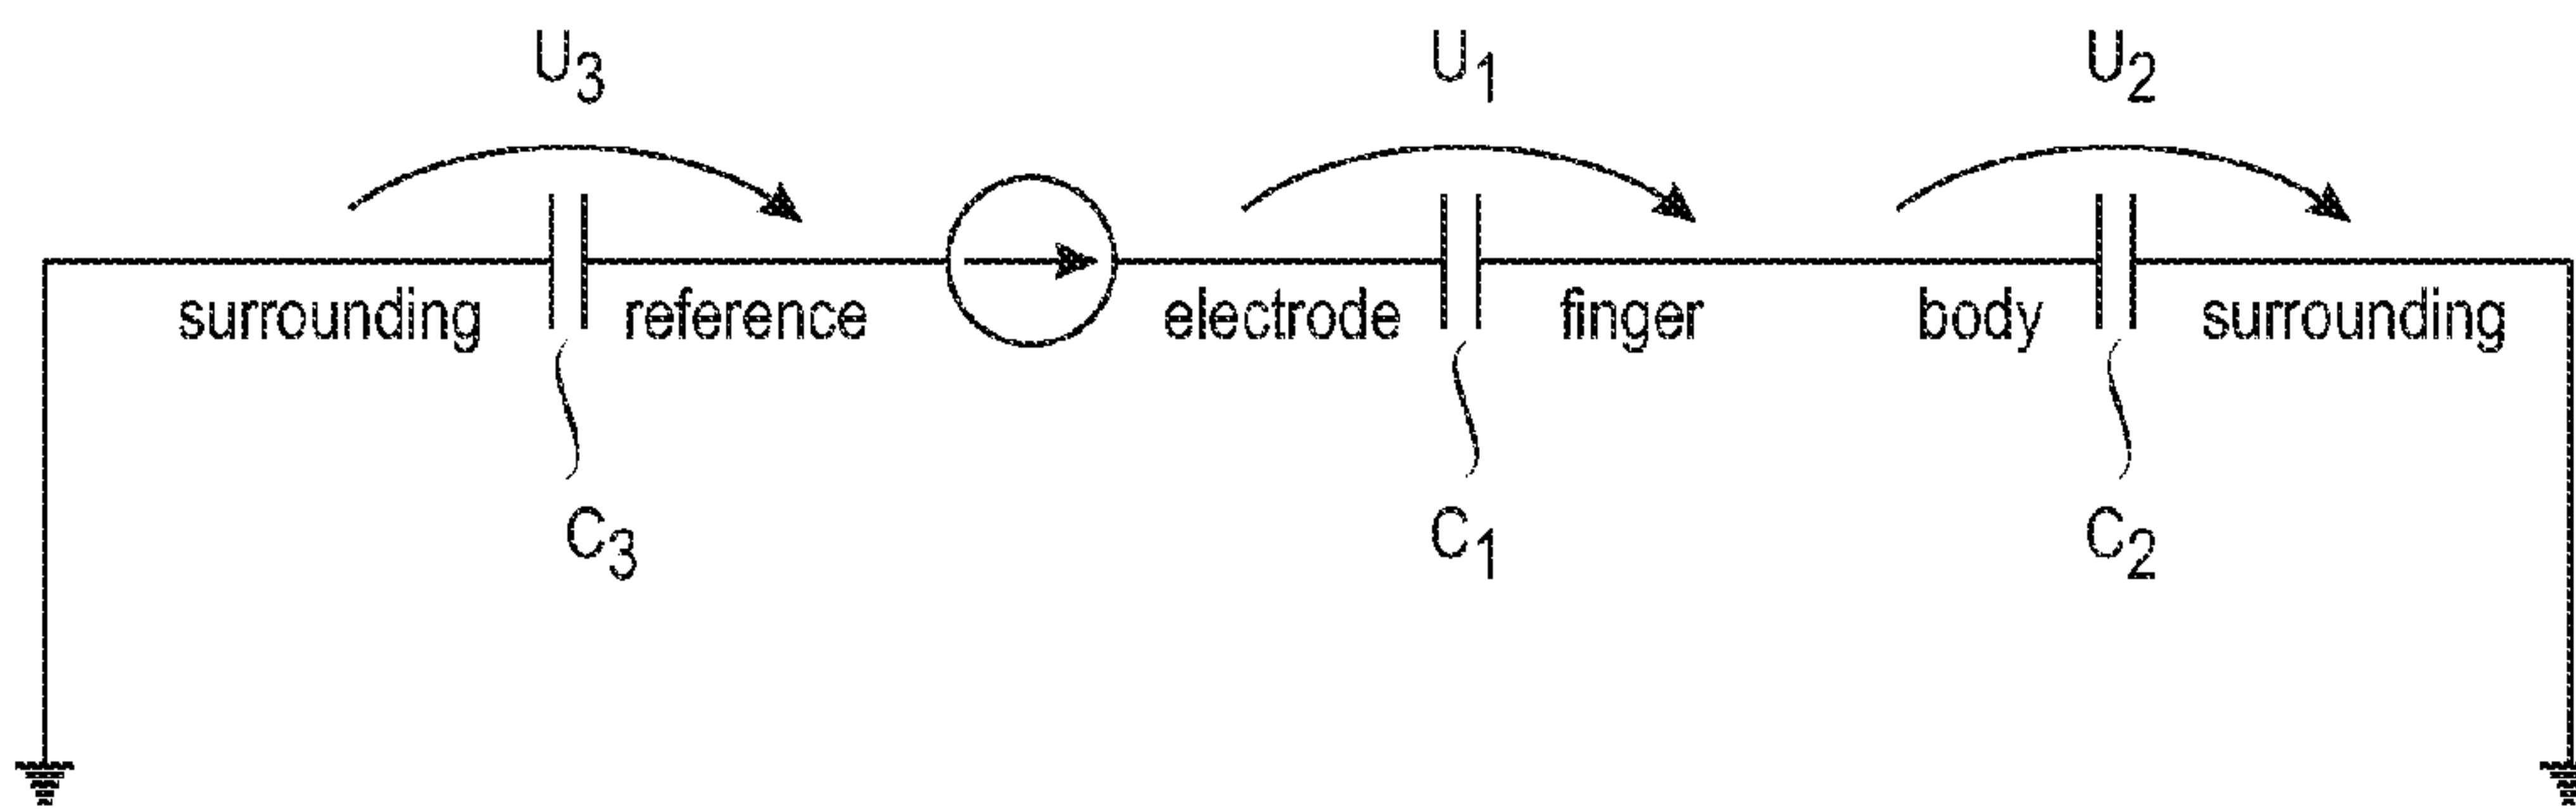 U3 U1 U2
surrounding reference electrode finger body surrounding
C3 C1 C2